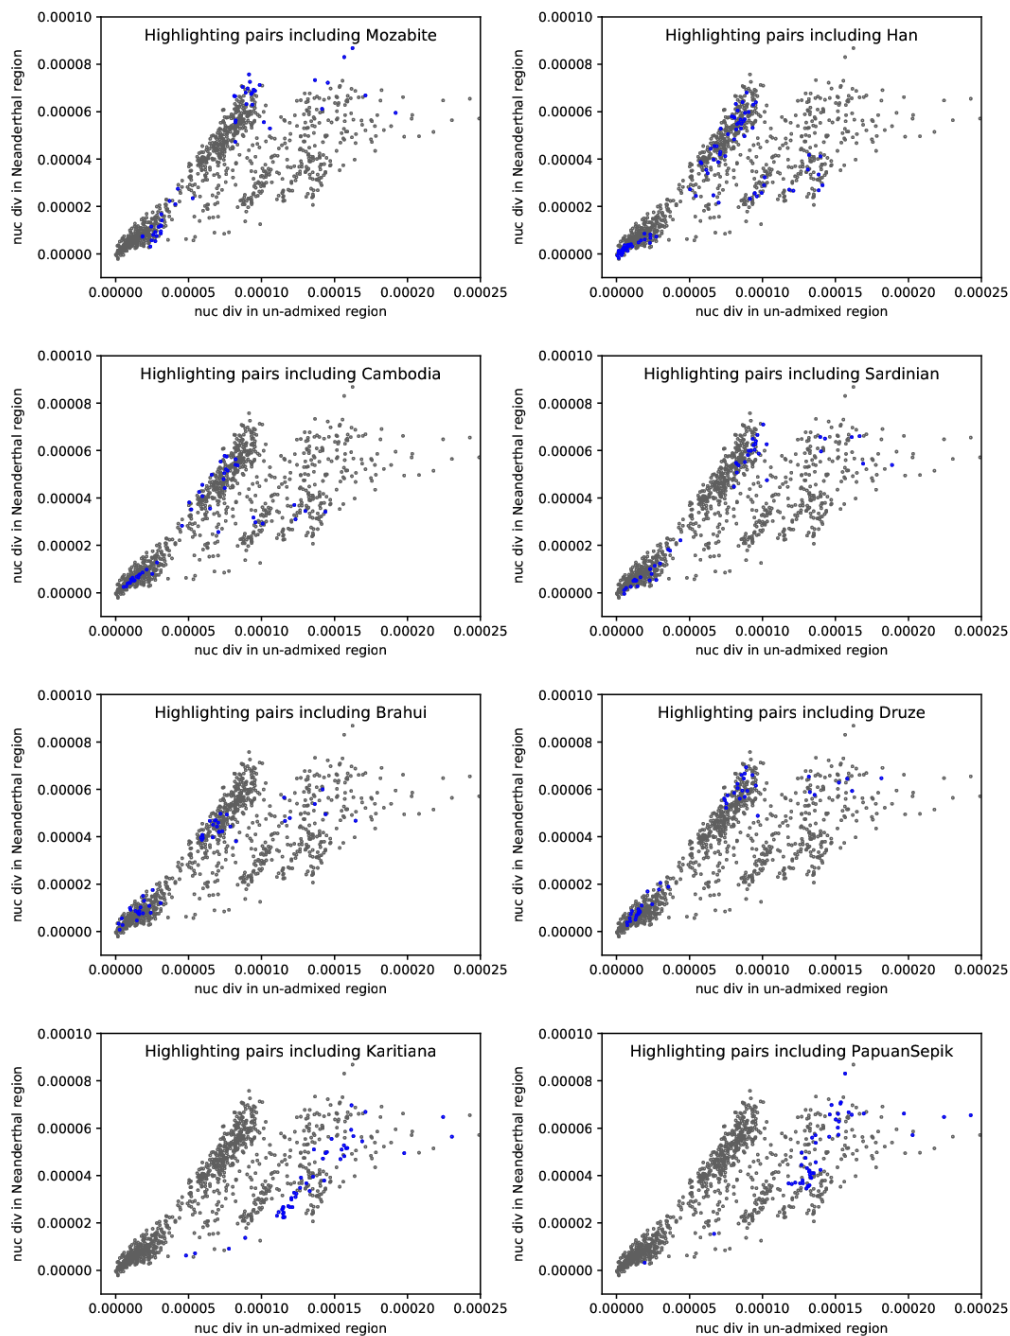 Highlighting pairs including Mozabite
nuc div in Neanderthal region
0.00010
0.00008
0.00006
0.00004
0.00002
0.00000
0.00000 0.00005 0.00010 0.00015 0.00020 0.00025
nuc div in un-admixed region
Highlighting pairs including Han
nuc div in Neanderthal region
0.00010
0.00008
0.00006
0.00004
0.00002
0.00000
0.00000 0.00005 0.00010 0.00015 0.00020 0.00025
nuc div in un-admixed region
Highlighting pairs including Cambodia
nuc div in Neanderthal region
0.00010
0.00008
0.00006
0.00004
0.00002
0.00000
0.00000 0.00005 0.00010 0.00015 0.00020 0.00025
nuc div in un-admixed region
Highlighting pairs including Sardinian
nuc div in Neanderthal region
0.00010
0.00008
0.00006
0.00004
0.00002
0.00000
0.00000 0.00005 0.00010 0.00015 0.00020 0.00025
nuc div in un-admixed region
Highlighting pairs including Brahui
nuc div in Neanderthal region
0.00010
0.00008
0.00006
0.00004
0.00002
0.00000
0.00000 0.00005 0.00010 0.00015 0.00020 0.00025
nuc div in un-admixed region
Highlighting pairs including Druze
nuc div in Neanderthal region
0.00010
0.00008
0.00006
0.00004
0.00002
0.00000
0.00000 0.00005 0.00010 0.00015 0.00020 0.00025
nuc div in un-admixed region
Highlighting pairs including Karitiana
nuc div in Neanderthal region
0.00010
0.00008
0.00006
0.00004
0.00002
0.00000
0.00000 0.00005 0.00010 0.00015 0.00020 0.00025
nuc div in un-admixed region
Highlighting pairs including PapuanSepik
nuc div in Neanderthal region
0.00010
0.00008
0.00006
0.00004
0.00002
0.00000
0.00000 0.00005 0.00010 0.00015 0.00020 0.00025
nuc div in un-admixed region